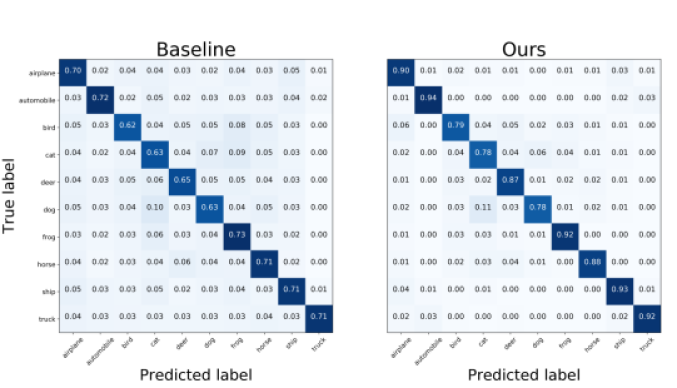 Baseline
Ours
True label
airplane 0.70 0.02 0.04 0.04 0.03 0.02 0.04 0.03 0.05 0.01
automobile 0.03 0.72 0.02 0.05 0.02 0.03 0.03 0.03 0.04 0.02
bird 0.05 0.03 0.62 0.04 0.05 0.05 0.08 0.05 0.03 0.00
cat 0.04 0.02 0.04 0.63 0.04 0.07 0.09 0.05 0.03 0.00
deer 0.04 0.03 0.05 0.06 0.65 0.05 0.05 0.04 0.03 0.00
dog 0.05 0.03 0.04 0.10 0.03 0.63 0.04 0.05 0.03 0.00
frog 0.03 0.02 0.03 0.06 0.03 0.04 0.73 0.03 0.03 0.00
horse 0.04 0.02 0.03 0.04 0.06 0.04 0.04 0.71 0.02 0.00
ship 0.05 0.03 0.03 0.05 0.02 0.03 0.04 0.03 0.71 0.01
truck 0.04 0.03 0.03 0.03 0.03 0.03 0.04 0.03 0.03 0.71
airplane automobile bird cat deer dog frog horse ship truck
Predicted label
0.90 0.01 0.02 0.01 0.01 0.00 0.01 0.01 0.03 0.01
0.01 0.94 0.00 0.00 0.00 0.00 0.00 0.00 0.02 0.03
0.06 0.00 0.79 0.04 0.05 0.02 0.03 0.01 0.01 0.00
0.02 0.00 0.04 0.78 0.04 0.06 0.04 0.01 0.01 0.00
0.01 0.00 0.03 0.02 0.87 0.01 0.02 0.02 0.01 0.00
0.02 0.00 0.03 0.11 0.03 0.78 0.01 0.02 0.01 0.00
0.01 0.00 0.03 0.03 0.01 0.00 0.92 0.00 0.00 0.00
0.02 0.00 0.02 0.03 0.04 0.02 0.00 0.88 0.00 0.00
0.04 0.01 0.00 0.01 0.00 0.00 0.00 0.00 0.93 0.01
0.02 0.03 0.00 0.01 0.00 0.00 0.00 0.00 0.02 0.92
airplane automobile bird cat deer dog frog horse ship truck
Predicted label